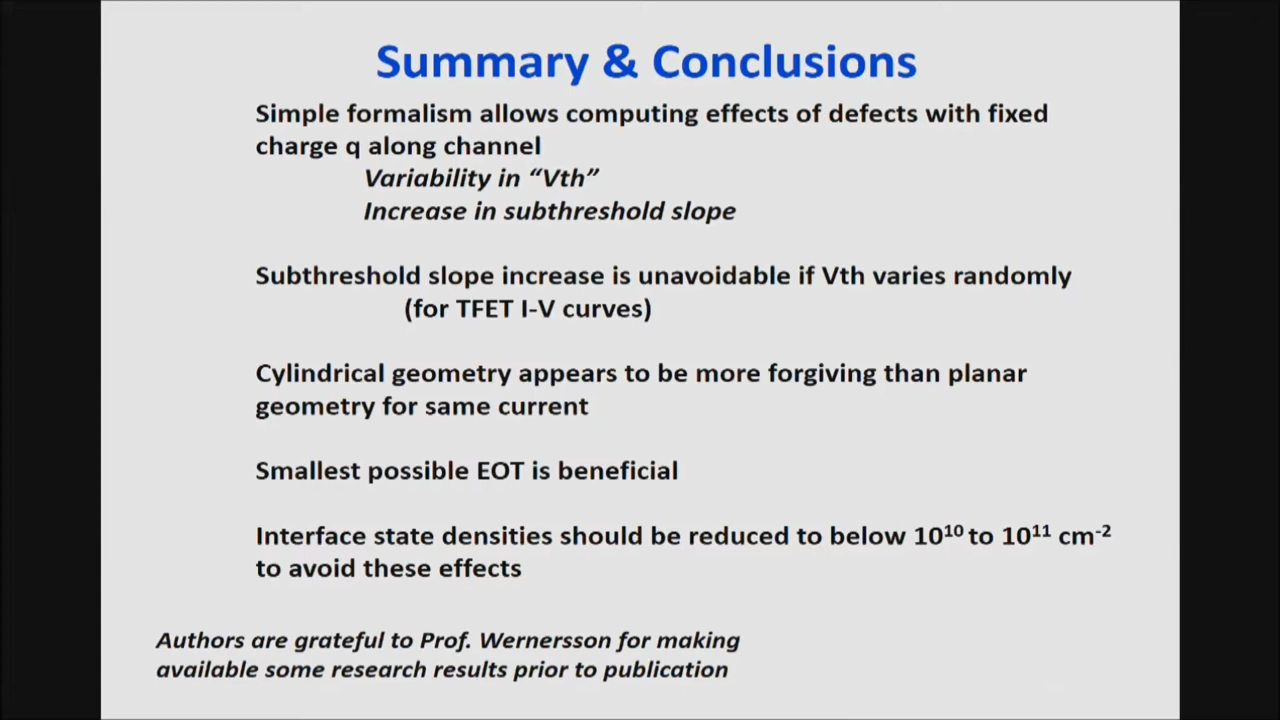 Summary & Conclusions
Simple formalism allows computing effects of defects with fixed
charge q along channel
Variability in “Vth”
Increase in subthreshold slope
Subthreshold slope increase is unavoidable if Vth varies randomly
(for TFET I-V curves)
Cylindrical geometry appears to be more forgiving than planar
geometry for same current
Smallest possible EOT is beneficial
Interface state densities should be reduced to below 10¹⁰ to 10¹¹ cm⁻²
to avoid these effects
Authors are grateful to Prof. Wernersson for making
available some research results prior to publication